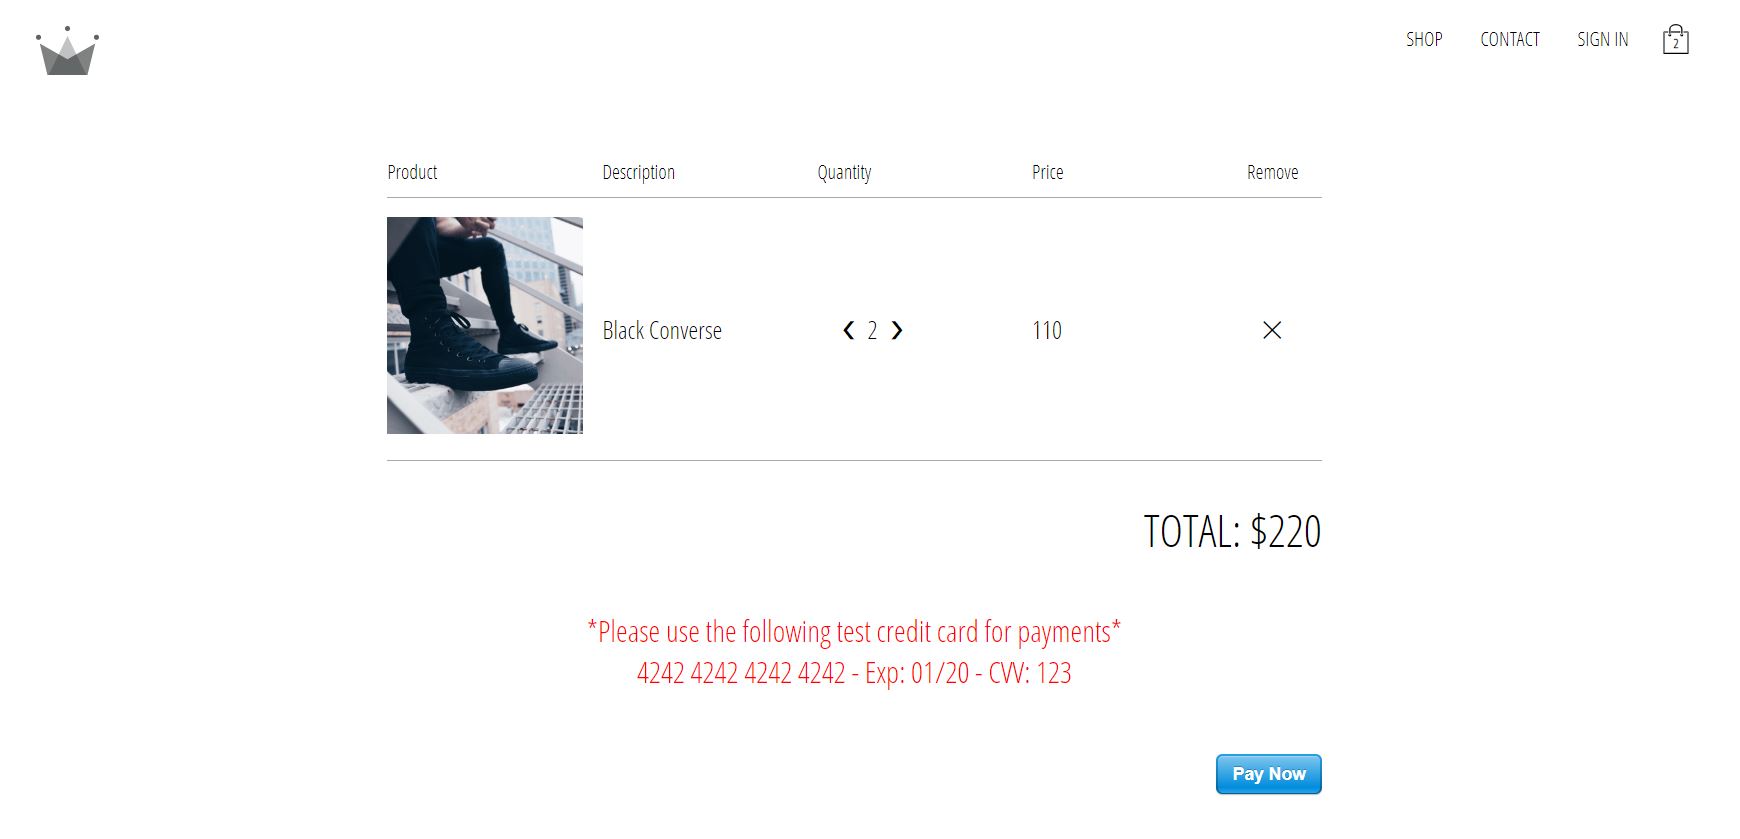 SHOP CONTACT SIGN IN 2
Product Description Quantity Price Remove
Black Converse ❮ 2 ❯ 110 ✕
TOTAL: $220
*Please use the following test credit card for payments*
4242 4242 4242 4242 - Exp: 01/20 - CVV: 123
Pay Now